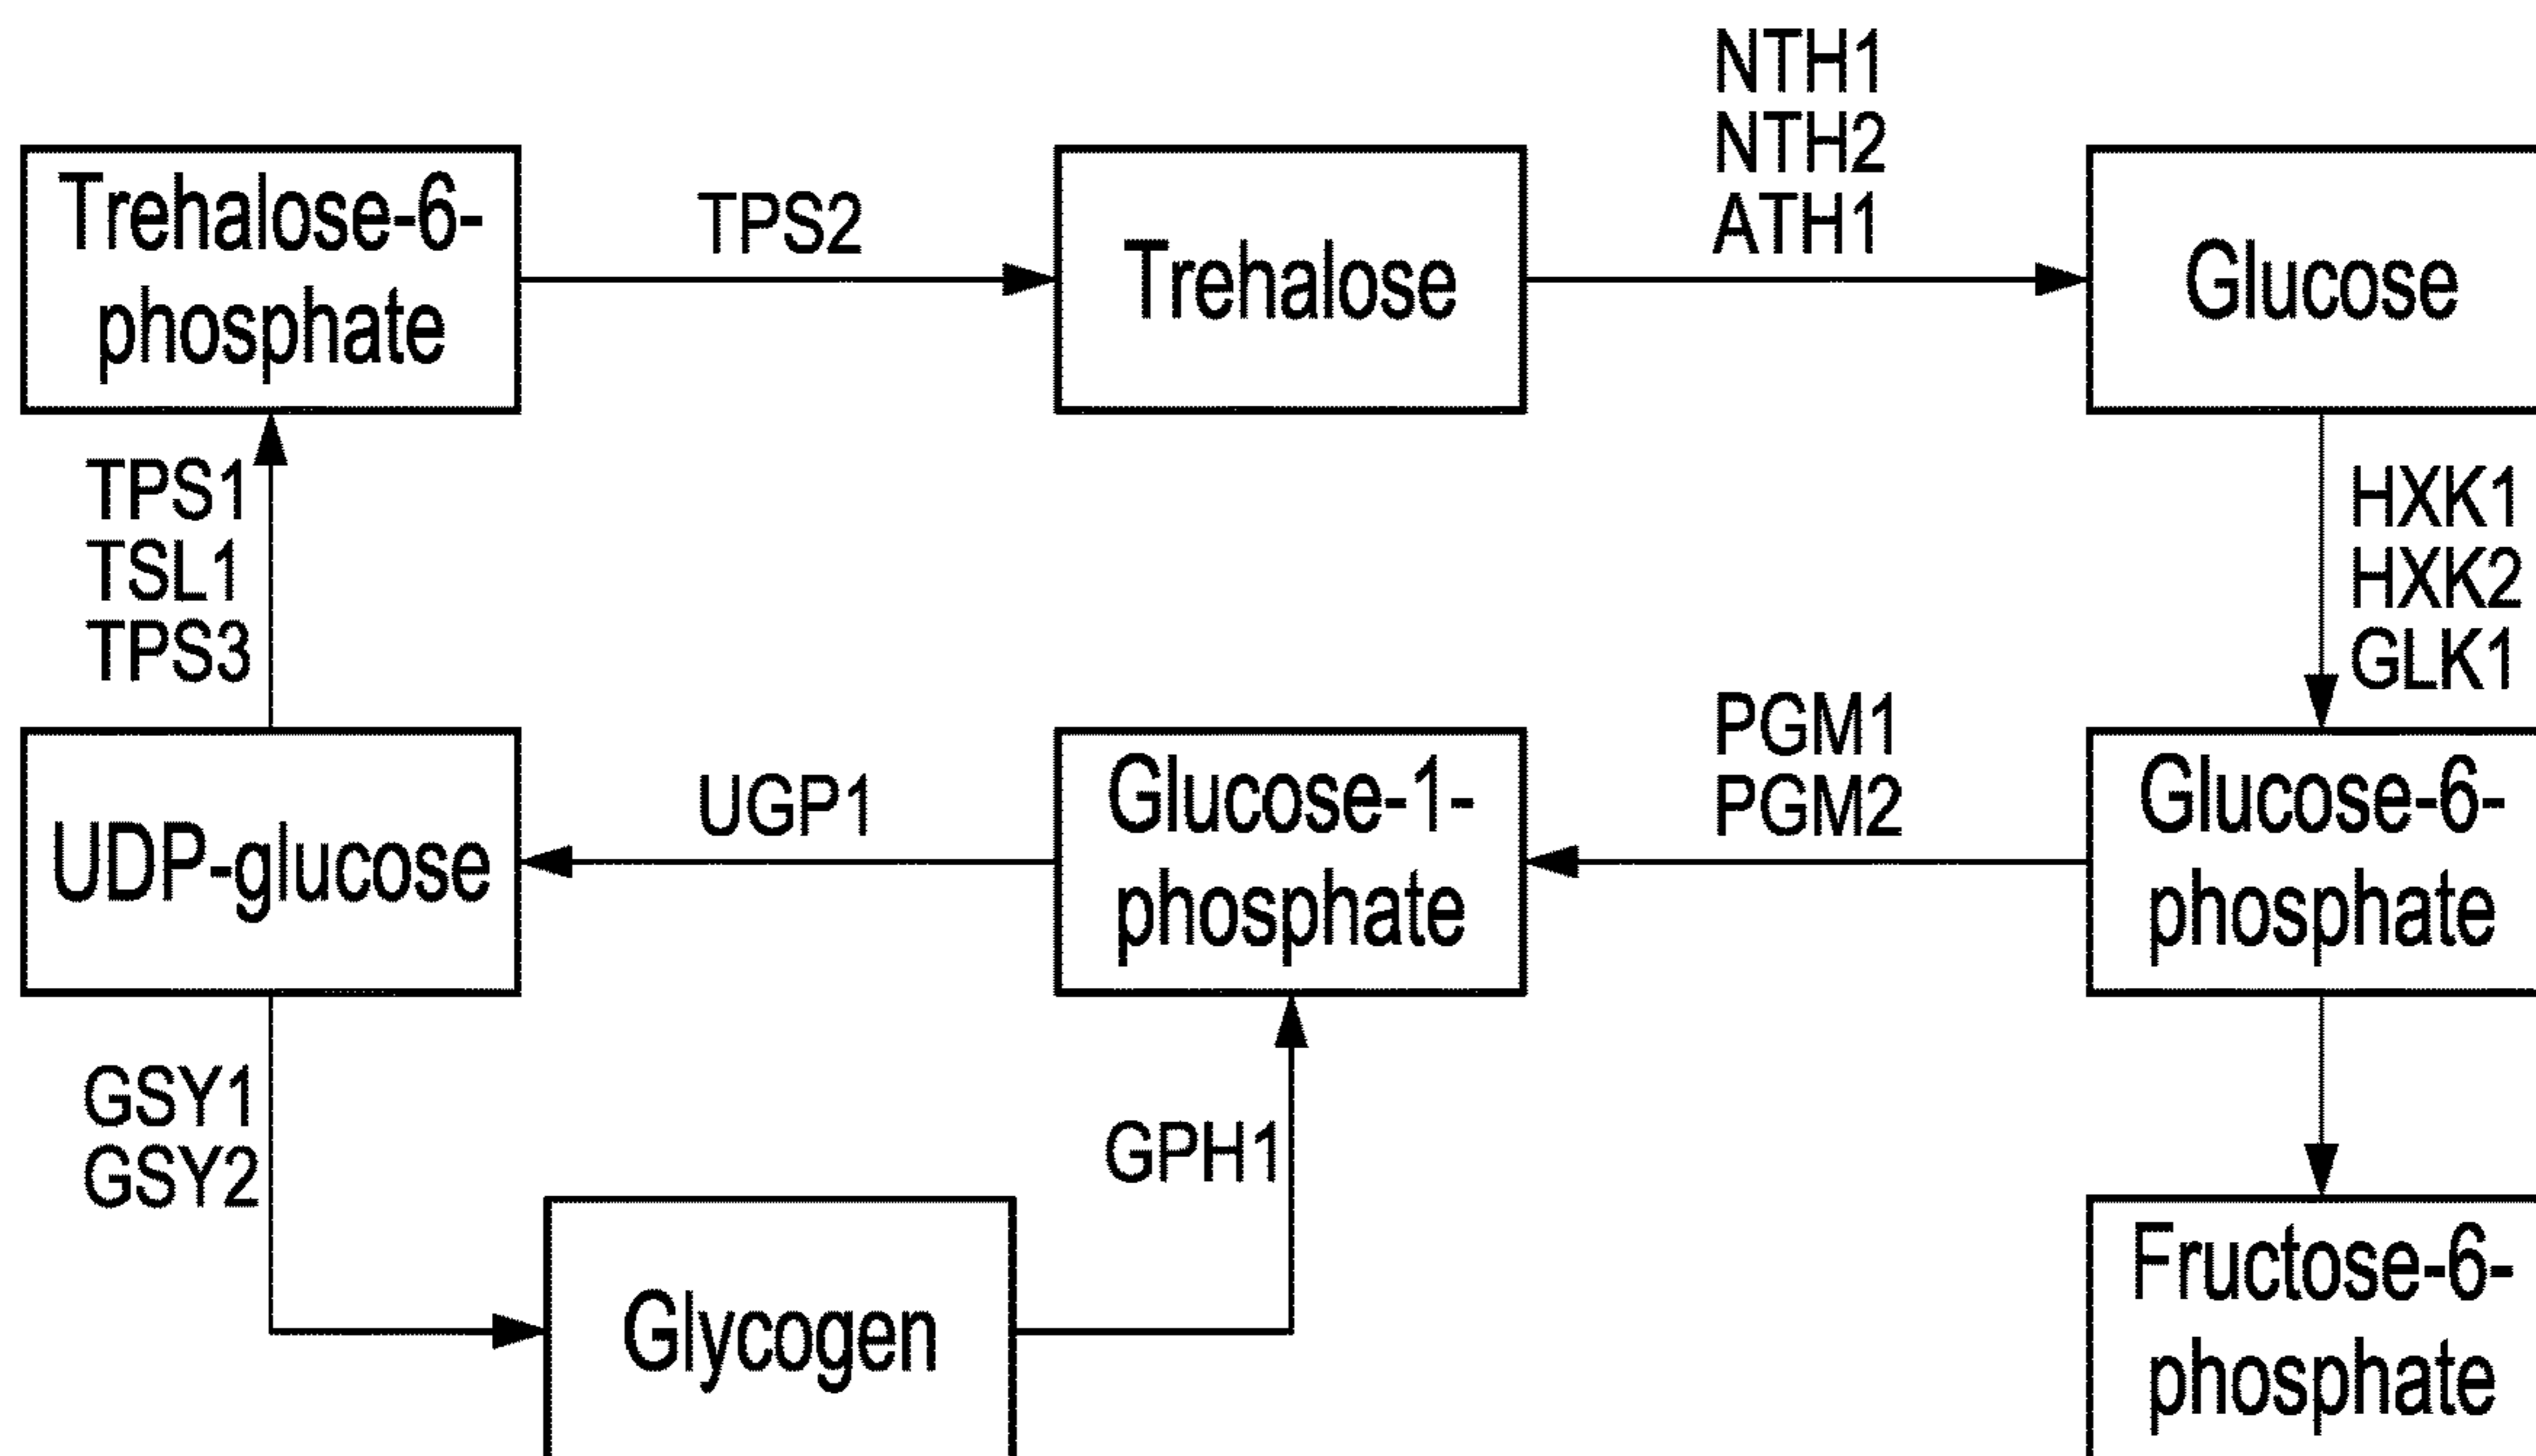 NTH1
NTH2
ATH1
Trehalose-6-
phosphate
TPS2
Trehalose
Glucose
TPS1
TSL1
TPS3
HXK1
HXK2
GLK1
UDP-glucose
UGP1
Glucose-1-
phosphate
PGM1
PGM2
Glucose-6-
phosphate
GSY1
GSY2
Glycogen
GPH1
Fructose-6-
phosphate